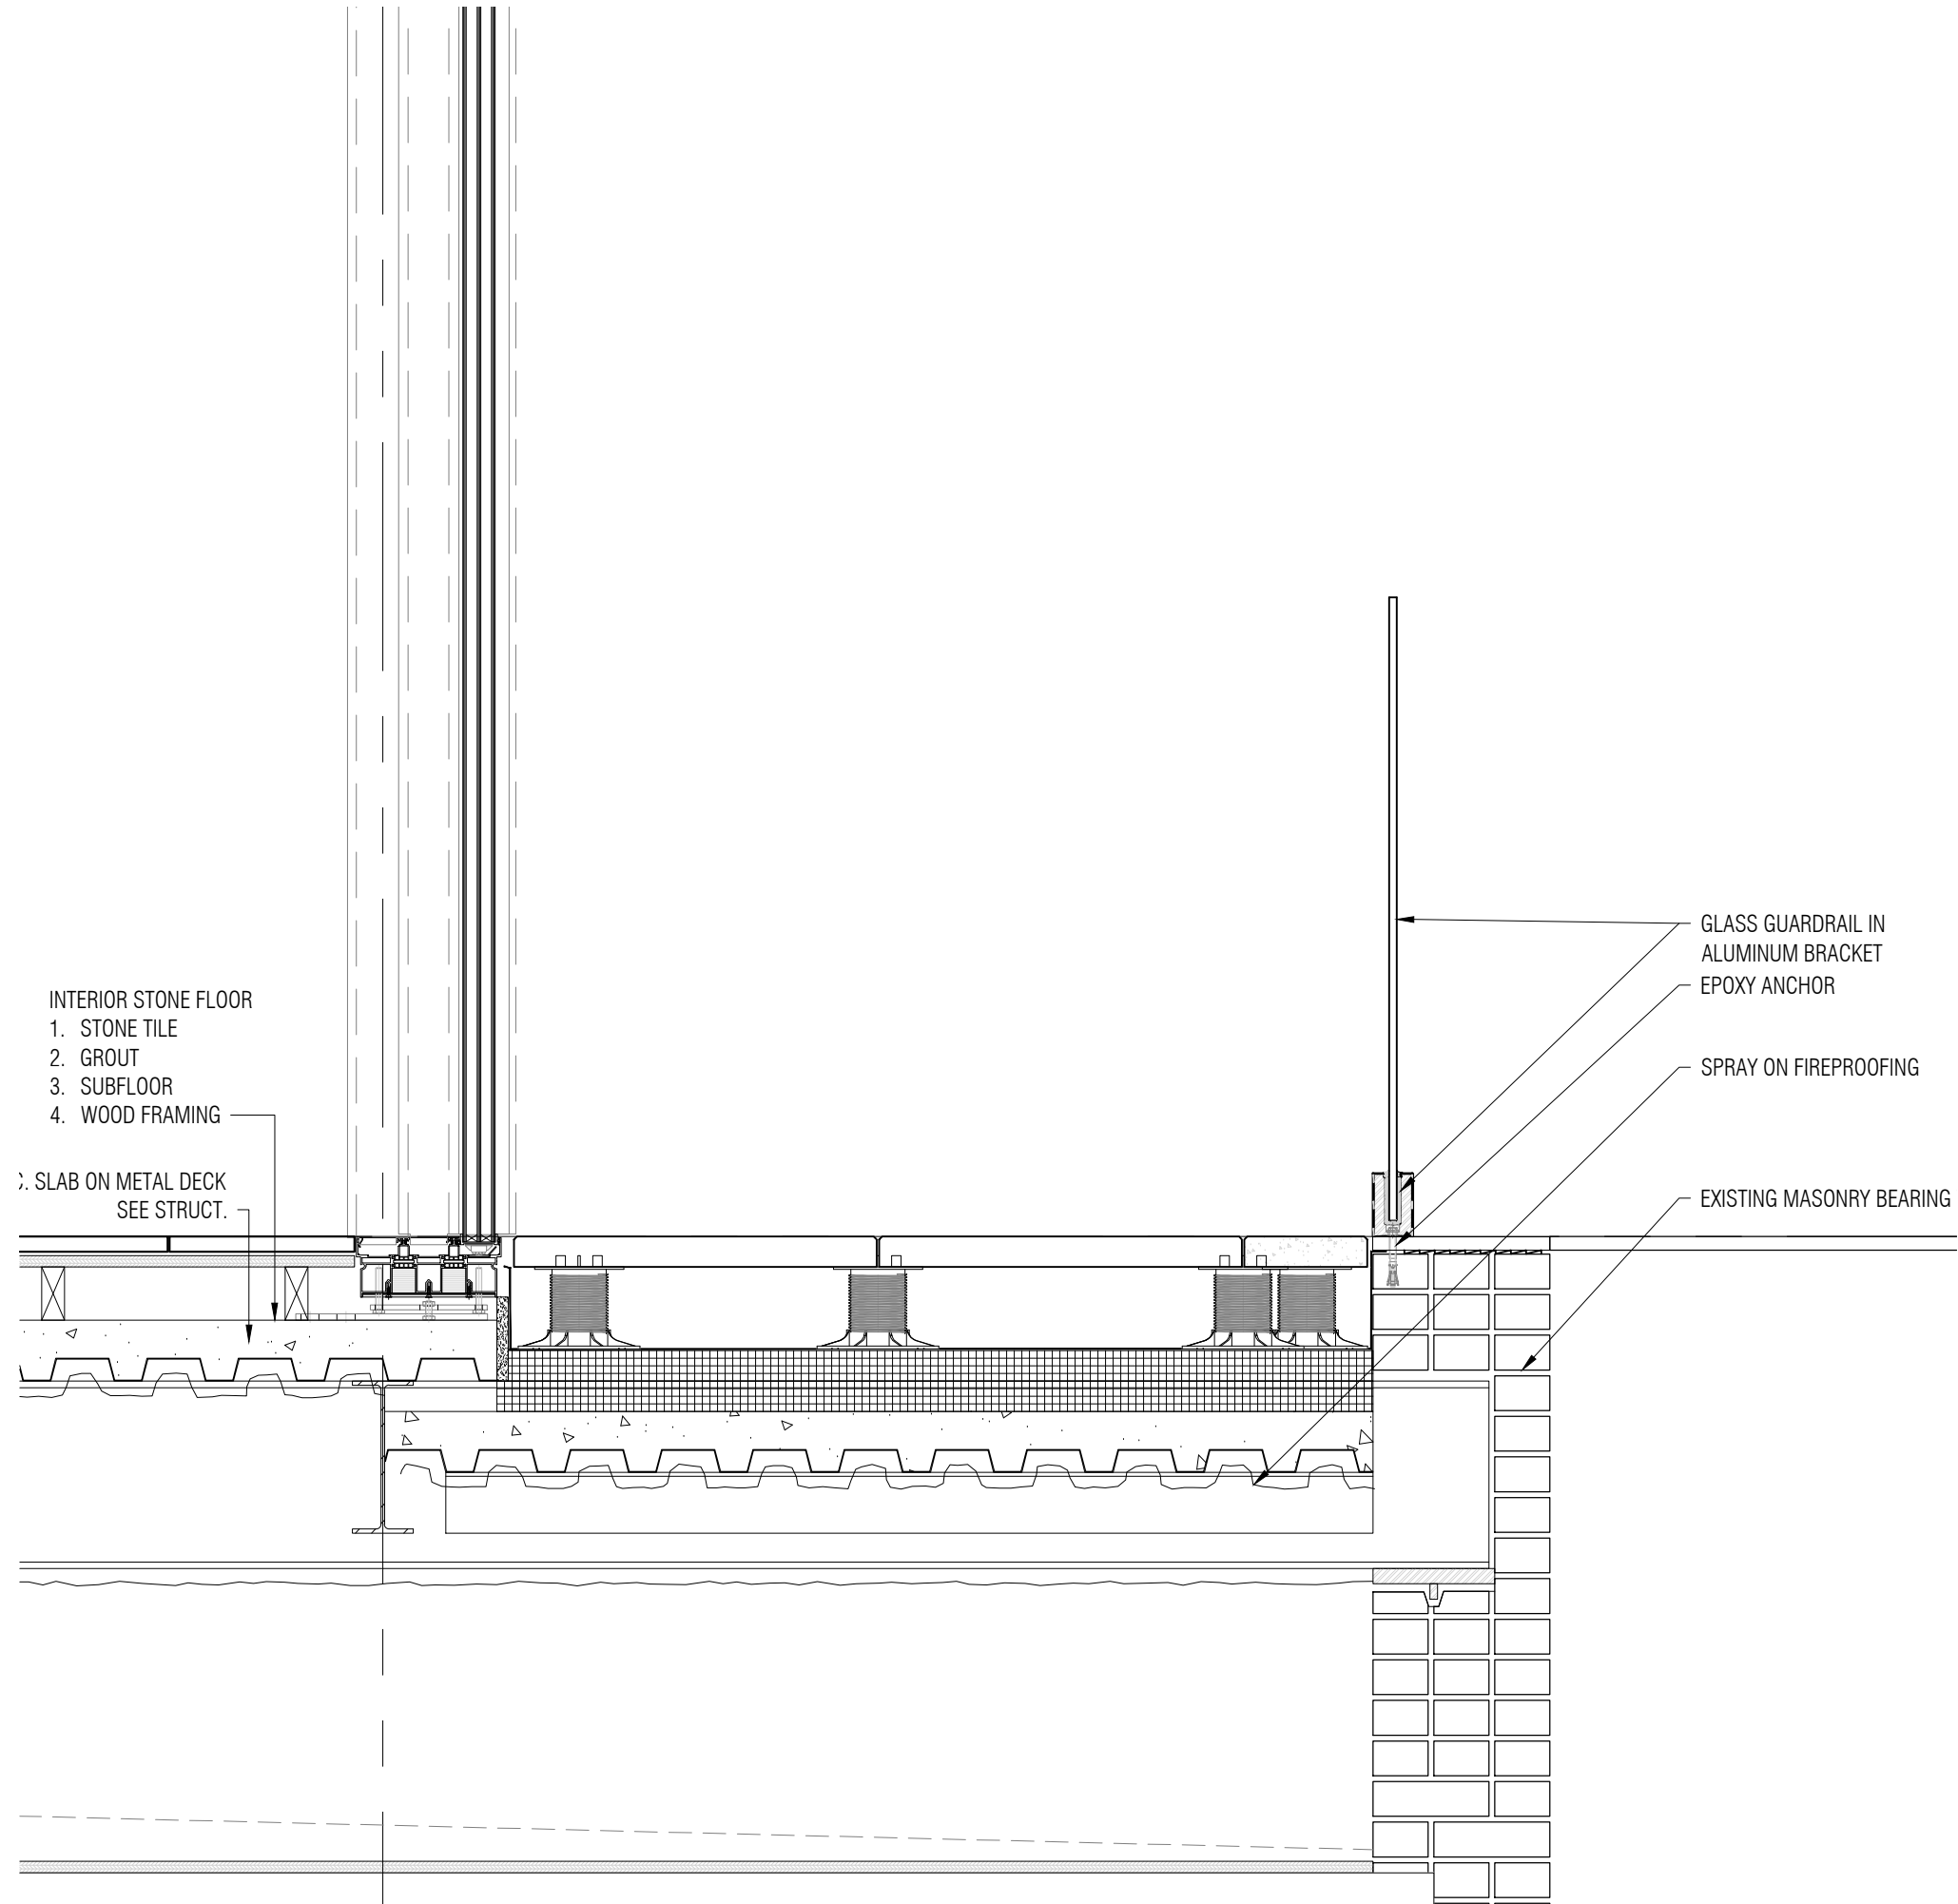 GLASS GUARDRAIL IN
ALUMINUM BRACKET
EPOXY ANCHOR
INTERIOR STONE FLOOR
1. STONE TILE
2. GROUT
3. SUBFLOOR
4. WOOD FRAMING
SPRAY ON FIREPROOFING
SLAB ON METAL DECK
SEE STRUCT.
EXISTING MASONRY BEARING